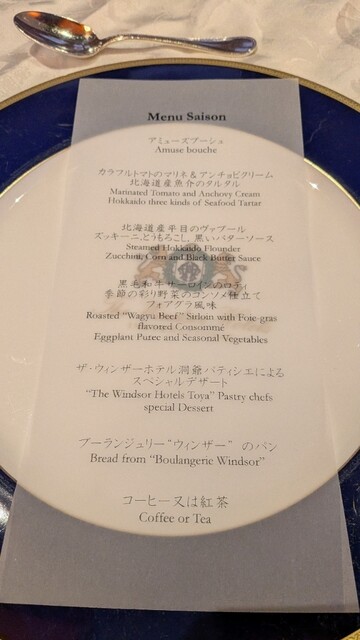 Menu Saison
アミューズブーシュ
Amuse bouche
カラフルトマトのマリネ＆アンチョビクリーム
北海道産魚介のタルタル
Marinated Tomato and Anchovy Cream
Hokkaido three kinds of Seafood Tartar
北海道産平目のヴァプール
ズッキーニ,とうもろこし,黒いバターソース
Steamed Hokkaido Flounder
Zucchini, Corn and Black Butter Sauce
黒毛和牛サーロインのロティ
季節の彩り野菜のコンソメ仕立て
フォアグラ風味
Roasted “Wagyu Beef” Sirloin with Foie-gras
flavored Consommé
Eggplant Puree and Seasonal Vegetables
ザ・ウィンザーホテル洞爺パティシエによる
スペシャルデザート
“The Windsor Hotels Toya” Pastry chefs
special Dessert
ブーランジュリー“ウィンザー” のパン
Bread from “Boulangerie Windsor”
コーヒー又は紅茶
Coffee or Tea